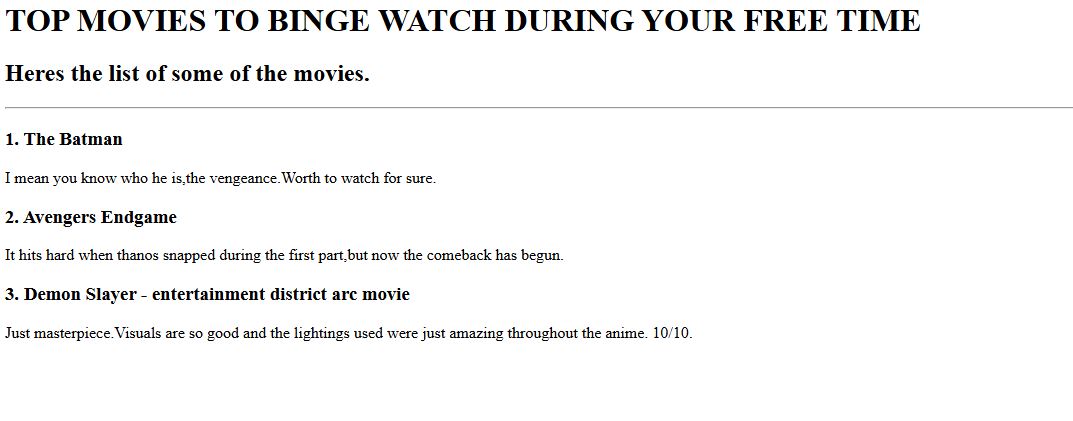 TOP MOVIES TO BINGE WATCH DURING YOUR FREE TIME
Heres the list of some of the movies.
1. The Batman
I mean you know who he is,the vengeance.Worth to watch for sure.
2. Avengers Endgame
It hits hard when thanos snapped during the first part,but now the comeback has begun.
3. Demon Slayer - entertainment district arc movie
Just masterpiece.Visuals are so good and the lightings used were just amazing throughout the anime. 10/10.